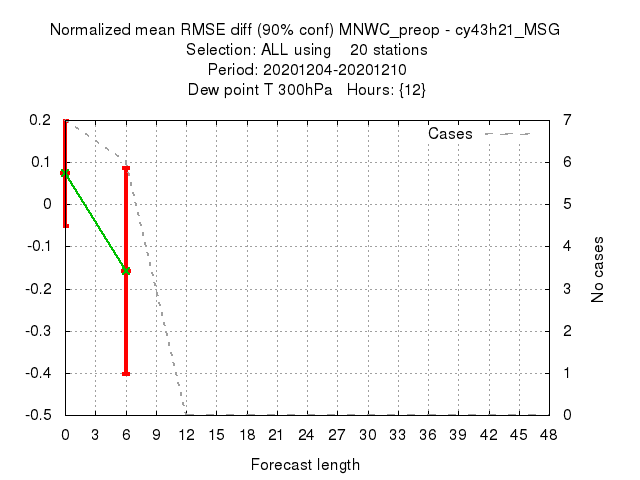 Normalized mean RMSE diff (90% conf) MNWC_preop - cy43h21_MSG
Selection: ALL using    20 stations
Period: 20201204-20201210
Dew point T 300hPa   Hours: {12}
Cases
0.2
0.1
0
-0.1
-0.2
-0.3
-0.4
-0.5
7
6
5
4
3
2
1
0
No cases
0 3 6 9 12 15 18 21 24 27 30 33 36 39 42 45 48
Forecast length